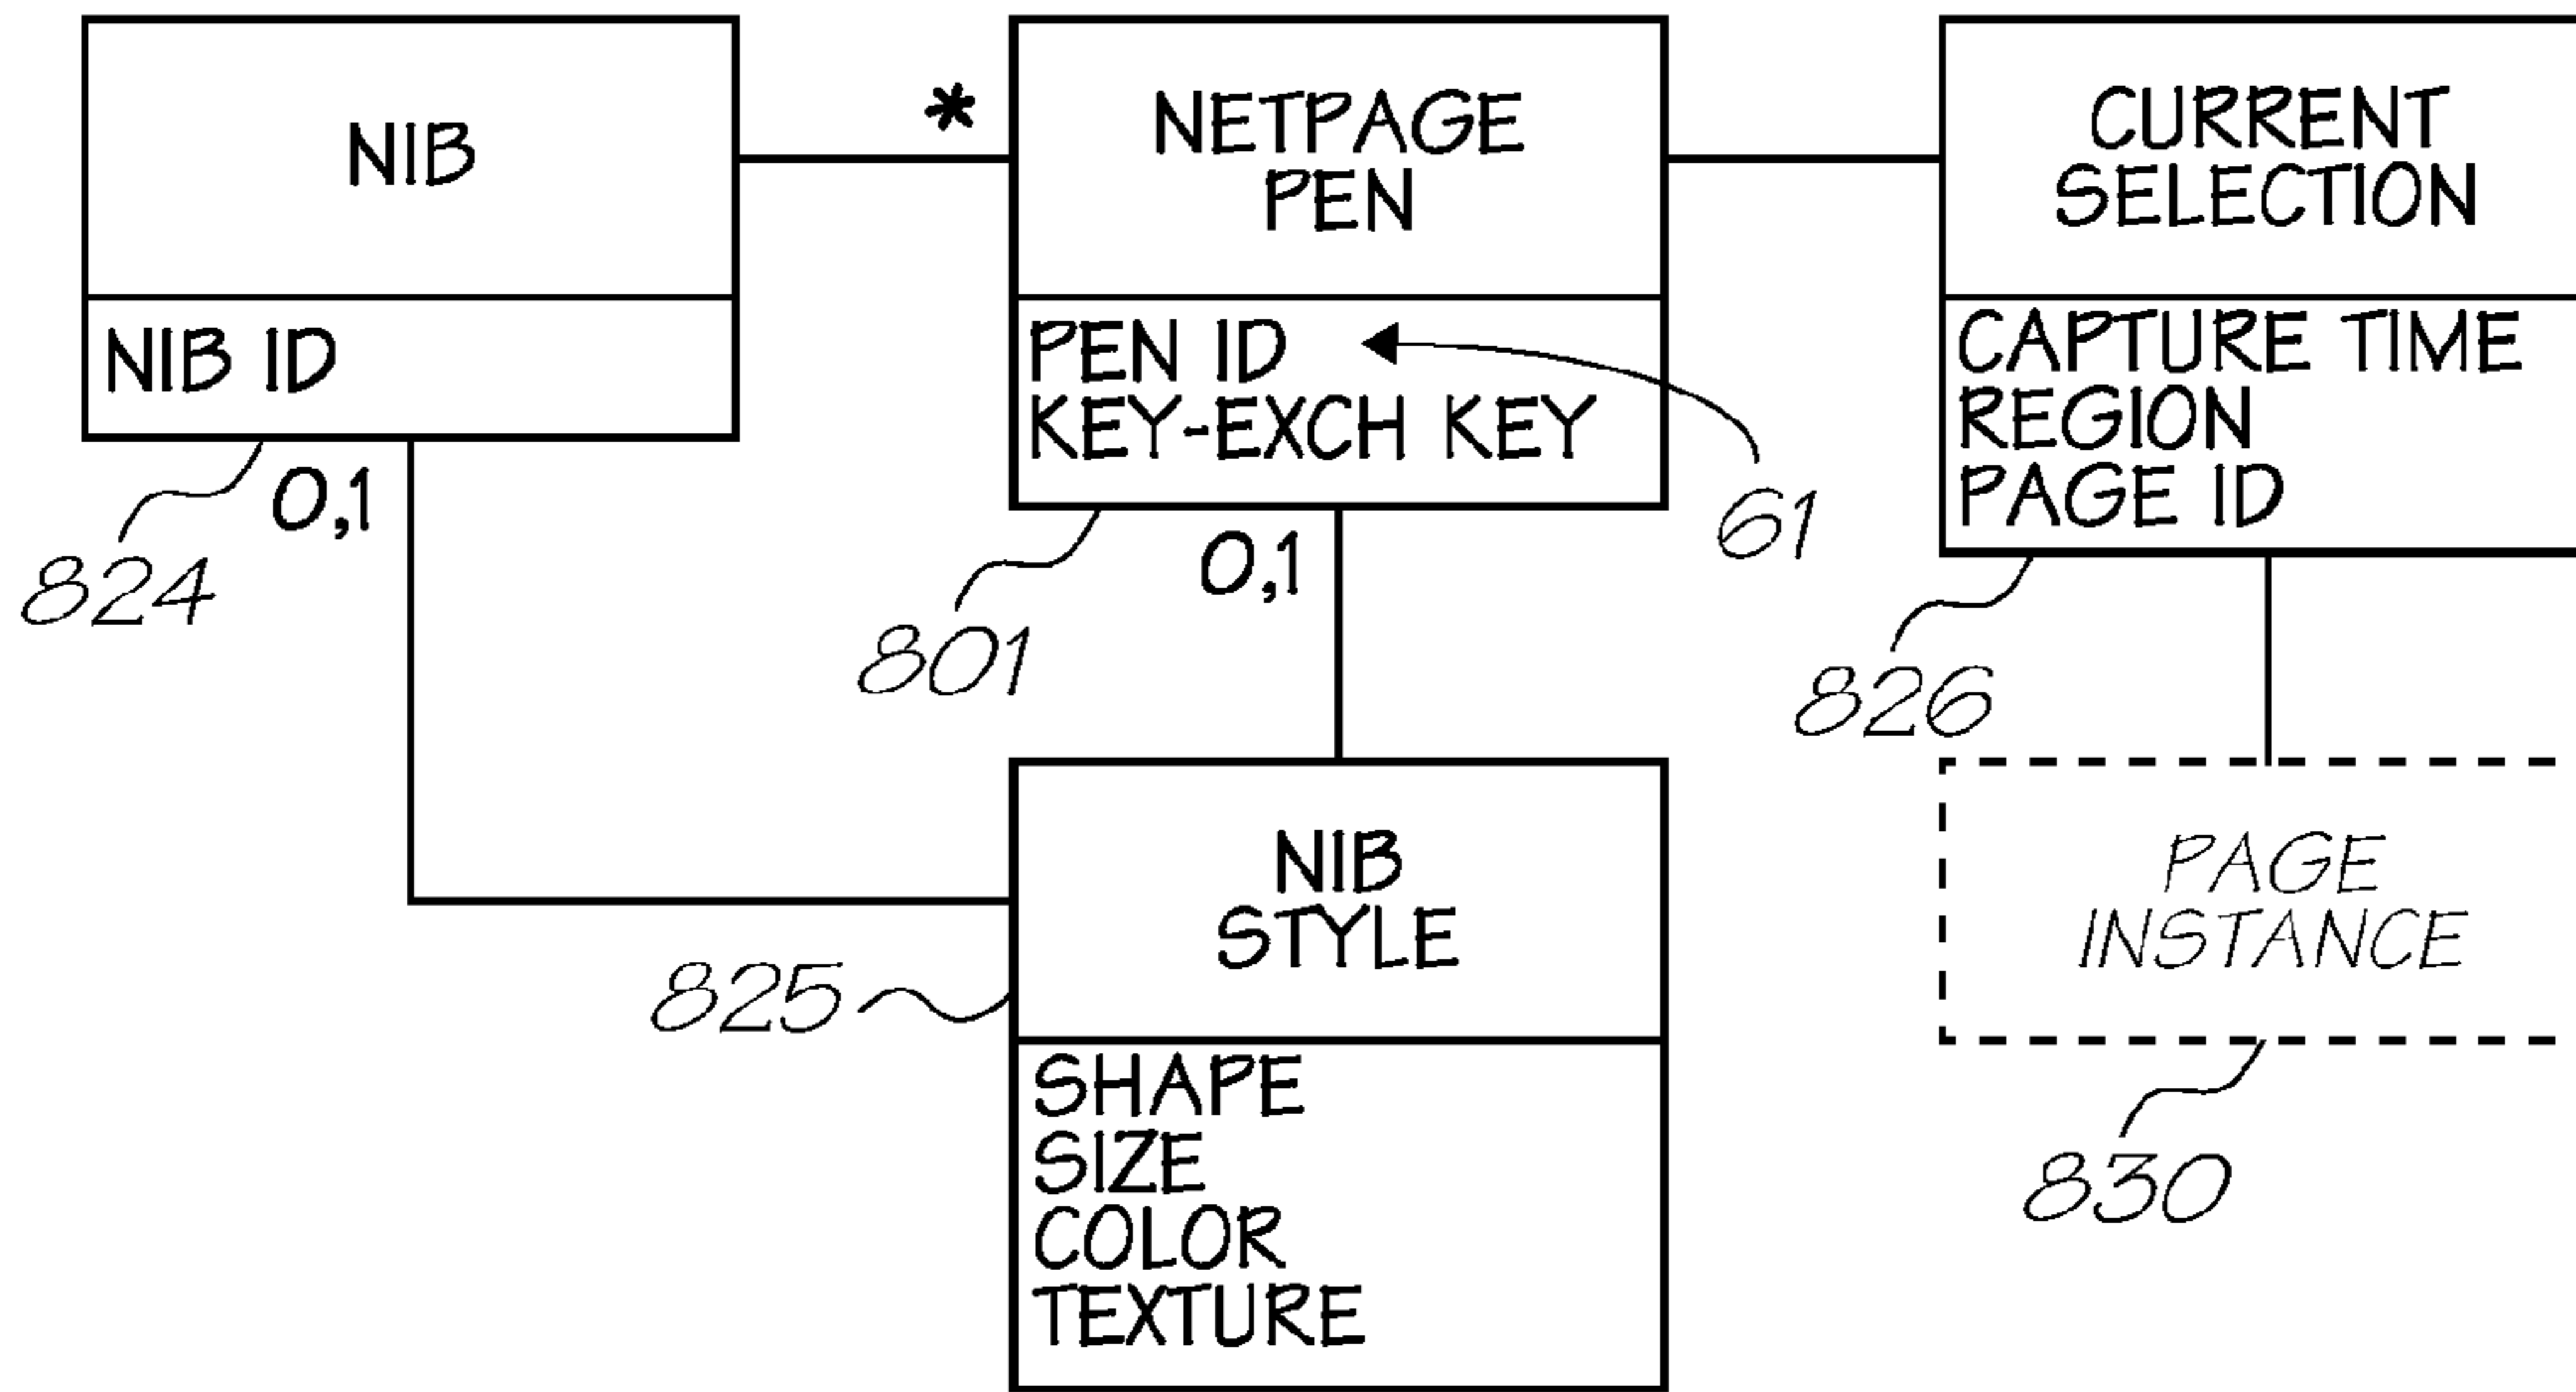 NIB
NIB ID
824
0,1
*
NETPAGE
PEN
PEN ID
KEY-EXCH KEY
61
801
0,1
CURRENT
SELECTION
CAPTURE TIME
REGION
PAGE ID
826
NIB
STYLE
825
SHAPE
SIZE
COLOR
TEXTURE
PAGE
INSTANCE
830